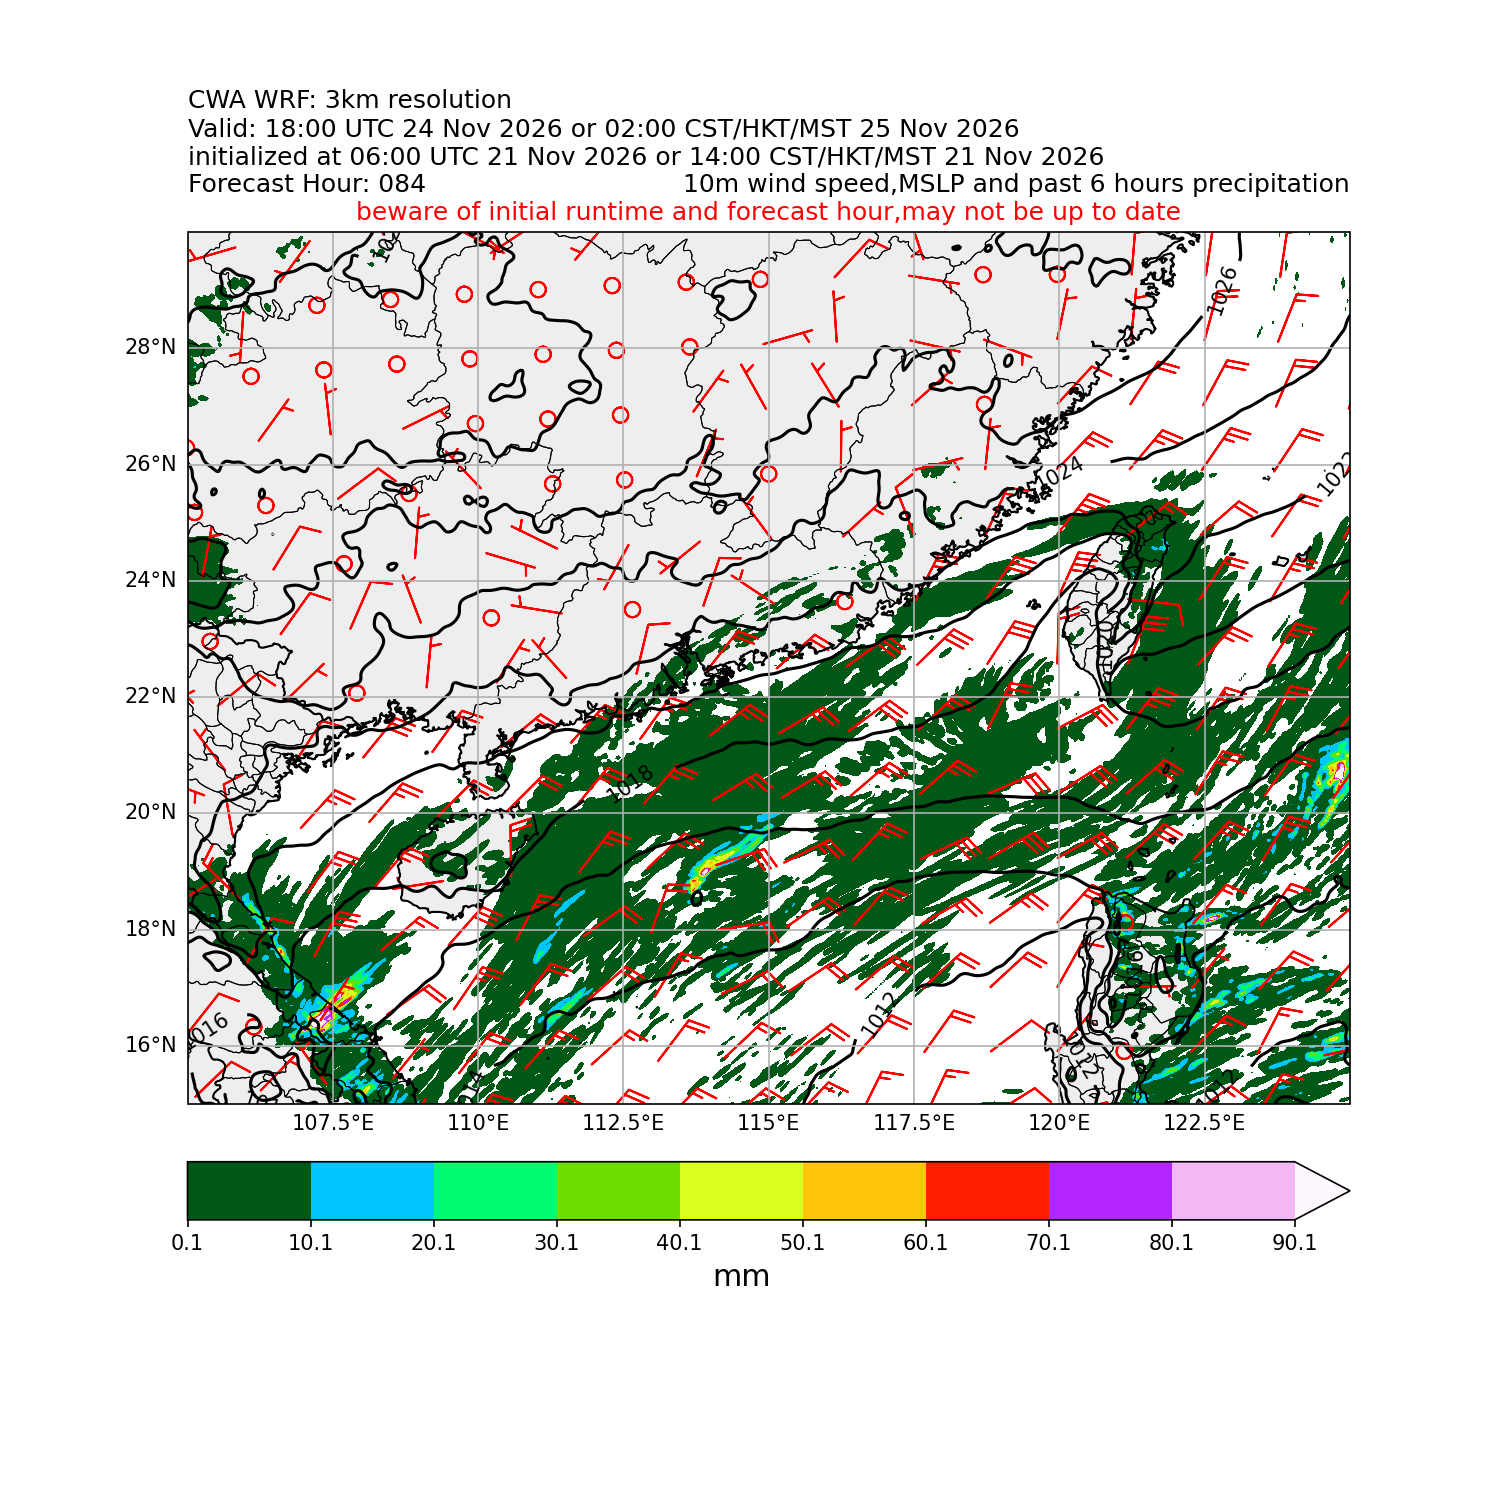 CWA WRF: 3km resolution
Valid: 18:00 UTC 24 Nov 2026 or 02:00 CST/HKT/MST 25 Nov 2026
initialized at 06:00 UTC 21 Nov 2026 or 14:00 CST/HKT/MST 21 Nov 2026
Forecast Hour: 084 10m wind speed,MSLP and past 6 hours precipitation
beware of initial runtime and forecast hour,may not be up to date
1026
28°N
26°N
1024
24°N
22°N
1018
20°N
18°N
1012
1016
16°N
1012
107.5°E 110°E 112.5°E 115°E 117.5°E 120°E 122.5°E
0.1 10.1 20.1 30.1 40.1 50.1 60.1 70.1 80.1 90.1
mm